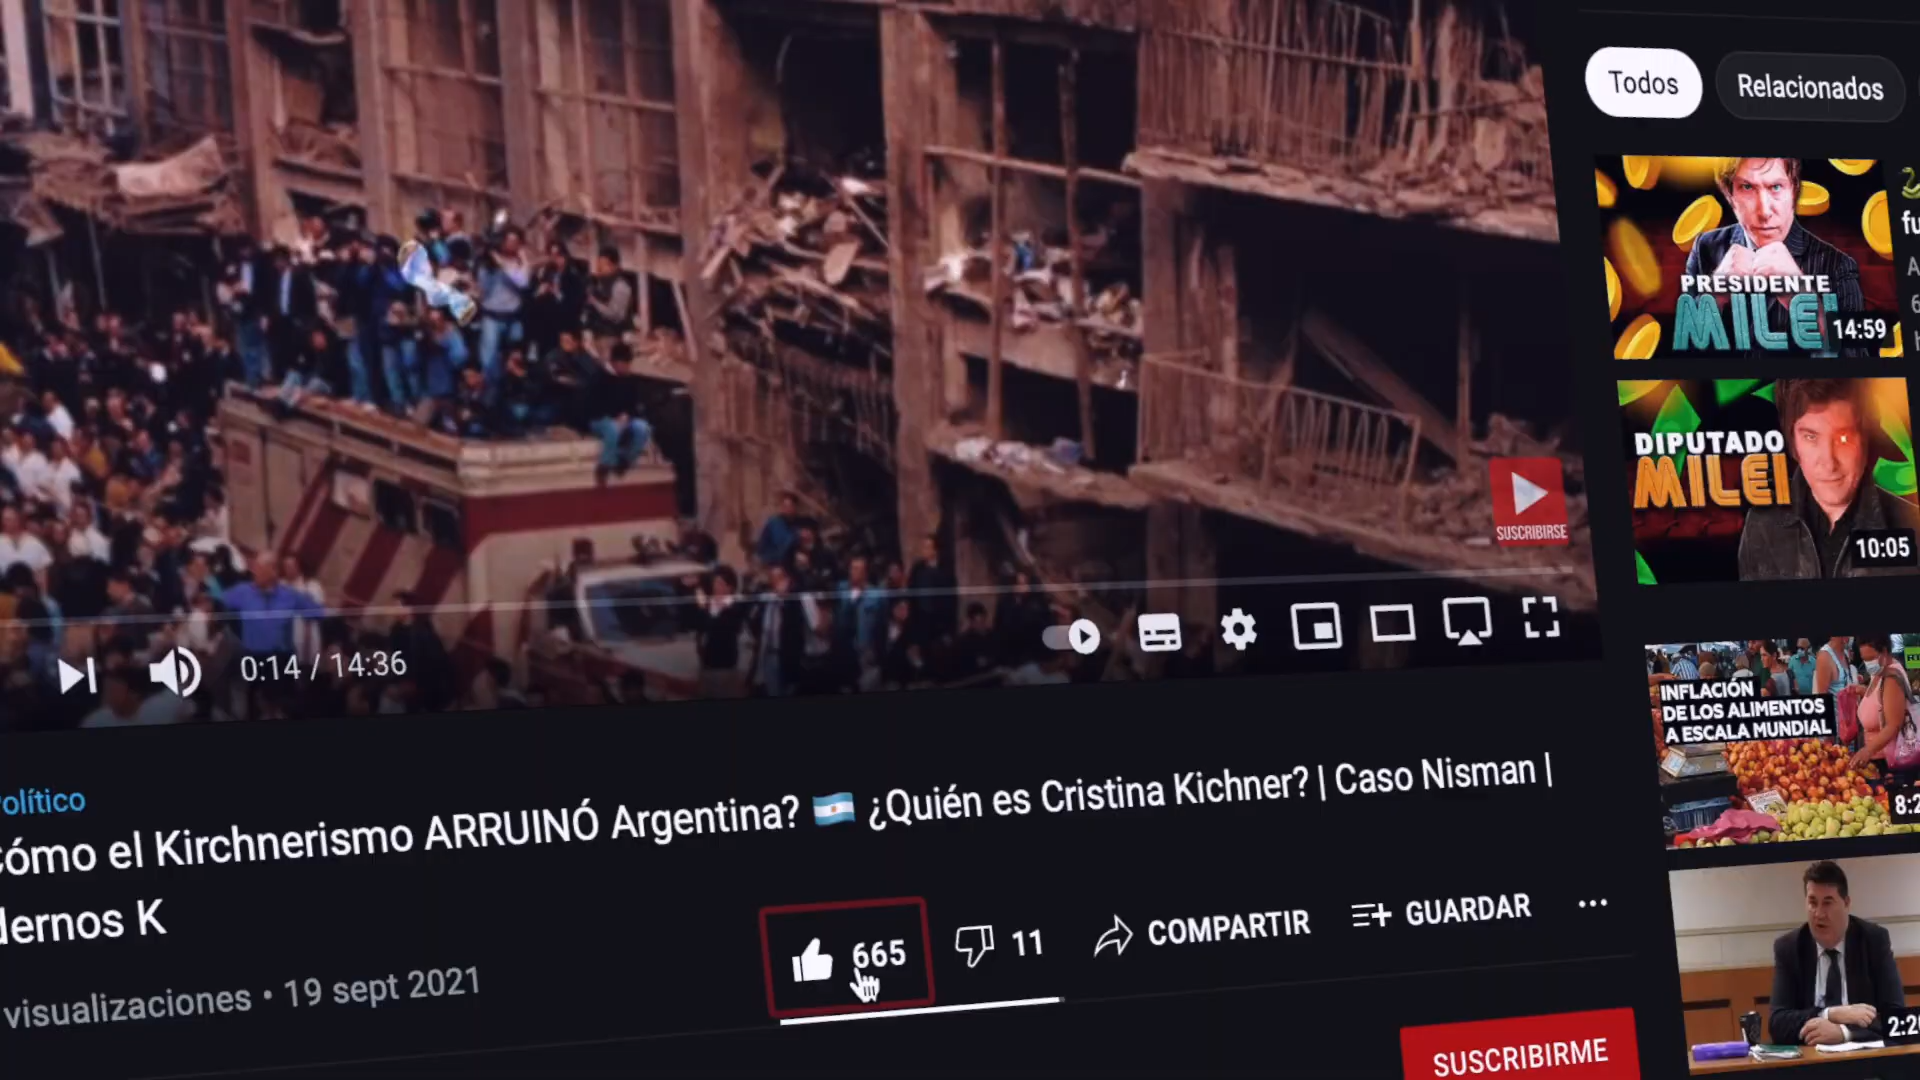 Todos
Relacionados
PRESIDENTE
MILEI
14:59
DIPUTADO
MILEI
10:05
SUSCRIBIRSE
0:14 / 14:36
INFLACIÓN
DE LOS ALIMENTOS
A ESCALA MUNDIAL
ómo el Kirchnerismo ARRUINÓ Argentina? 🇦🇷 ¿Quién es Cristina Kichner? | Caso Nisman |
dernos K
665
11
COMPARTIR
GUARDAR
visualizaciones • 19 sept 2021
SUSCRIBIRME